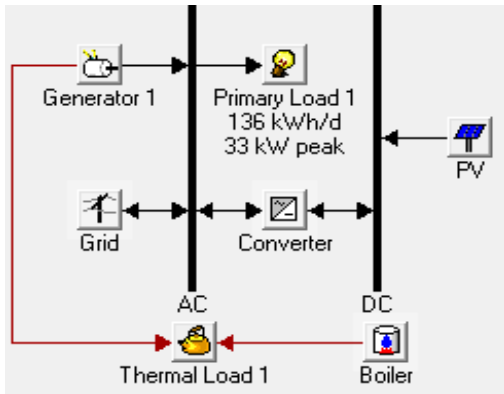 Generator 1
Primary Load 1
136 kWh/d
33 kW peak
PV
Grid
Converter
AC
DC
Thermal Load 1
Boiler